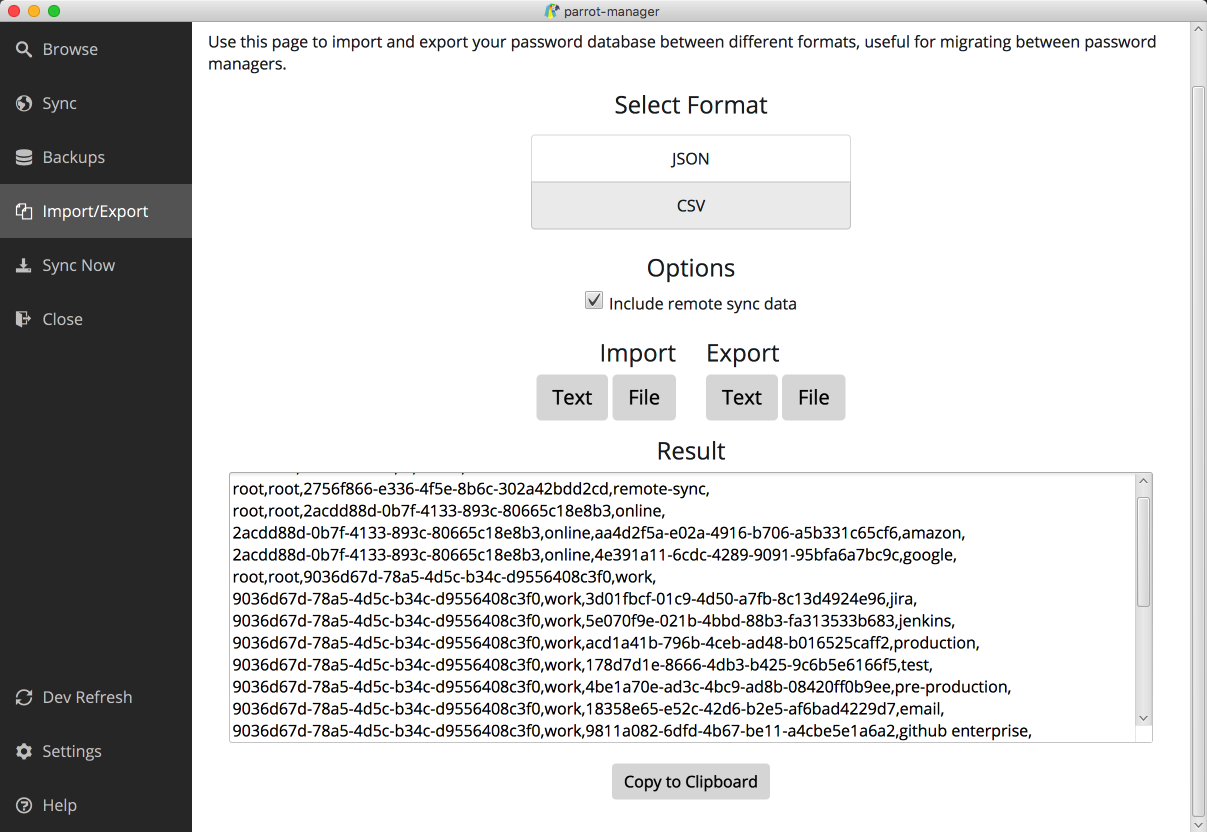 parrot-manager
Browse
Sync
Backups
Import/Export
Sync Now
Close
Dev Refresh
Settings
Help
Use this page to import and export your password database between different formats, useful for migrating between password
managers.
Select Format
JSON
CSV
Options
Include remote sync data
Import Export
Text File Text File
Result
root,root,2756f866-e336-4f5e-8b6c-302a42bdd2cd,remote-sync,
root,root,2acdd88d-0b7f-4133-893c-80665c18e8b3,online,
2acdd88d-0b7f-4133-893c-80665c18e8b3,online,aa4d2f5a-e02a-4916-b706-a5b331c65cf6,amazon,
2acdd88d-0b7f-4133-893c-80665c18e8b3,online,4e391a11-6cdc-4289-9091-95bfa6a7bc9c,google,
root,root,9036d67d-78a5-4d5c-b34c-d9556408c3f0,work,
9036d67d-78a5-4d5c-b34c-d9556408c3f0,work,3d01fbcf-01c9-4d50-a7fb-8c13d4924e96,jira,
9036d67d-78a5-4d5c-b34c-d9556408c3f0,work,5e070f9e-021b-4bbd-88b3-fa313533b683,jenkins,
9036d67d-78a5-4d5c-b34c-d9556408c3f0,work,acd1a41b-796b-4ceb-ad48-b016525caff2,production,
9036d67d-78a5-4d5c-b34c-d9556408c3f0,work,178d7d1e-8666-4db3-b425-9c6b5e6166f5,test,
9036d67d-78a5-4d5c-b34c-d9556408c3f0,work,4be1a70e-ad3c-4bc9-ad8b-08420ff0b9ee,pre-production,
9036d67d-78a5-4d5c-b34c-d9556408c3f0,work,18358e65-e52c-42d6-b2e5-af6bad4229d7,email,
9036d67d-78a5-4d5c-b34c-d9556408c3f0,work,9811a082-6dfd-4b67-be11-a4cbe5e1a6a2,github enterprise,
Copy to Clipboard